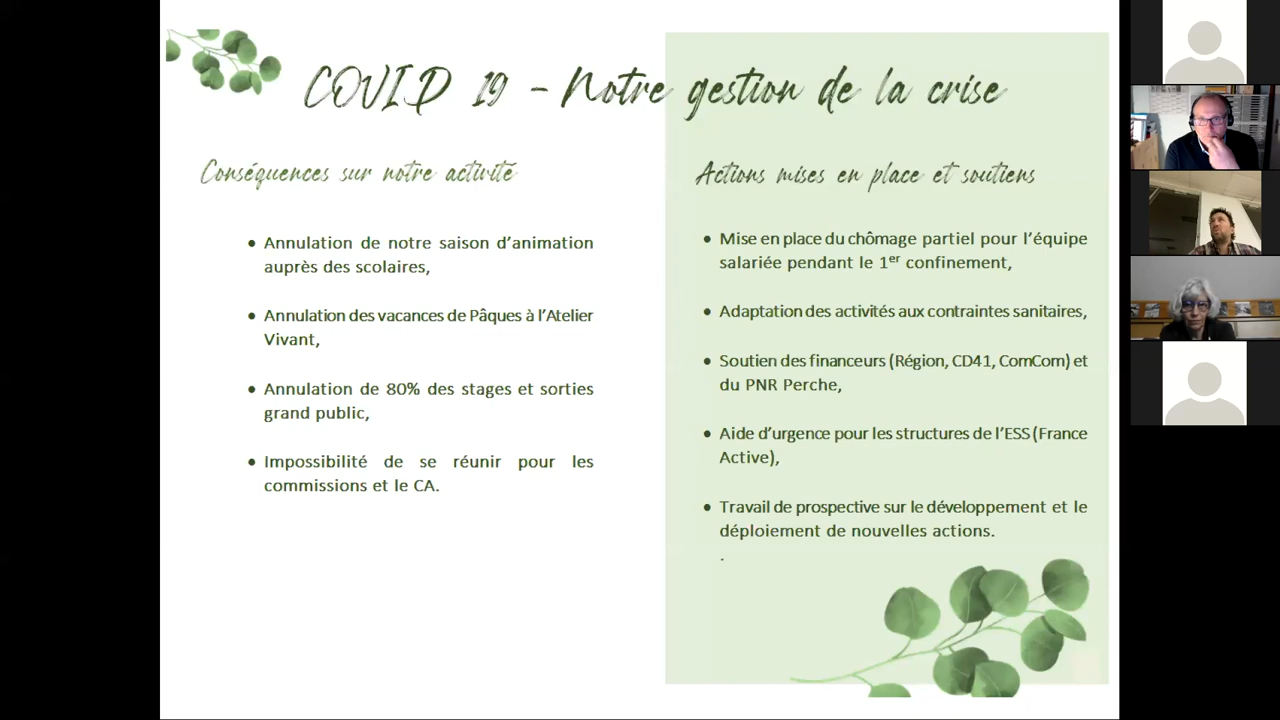 COVID 19 - Notre gestion de la crise
Conséquences sur notre activité
• Annulation de notre saison d’animation
auprès des scolaires,
• Annulation des vacances de Pâques à l’Atelier
Vivant,
• Annulation de 80% des stages et sorties
grand public,
• Impossibilité de se réunir pour les
commissions et le CA.
Actions mises en place et soutiens
• Mise en place du chômage partiel pour l’équipe
salariée pendant le 1er confinement,
• Adaptation des activités aux contraintes sanitaires,
• Soutien des financeurs (Région, CD41, ComCom) et
du PNR Perche,
• Aide d’urgence pour les structures de l’ESS (France
Active),
• Travail de prospective sur le développement et le
déploiement de nouvelles actions.
.